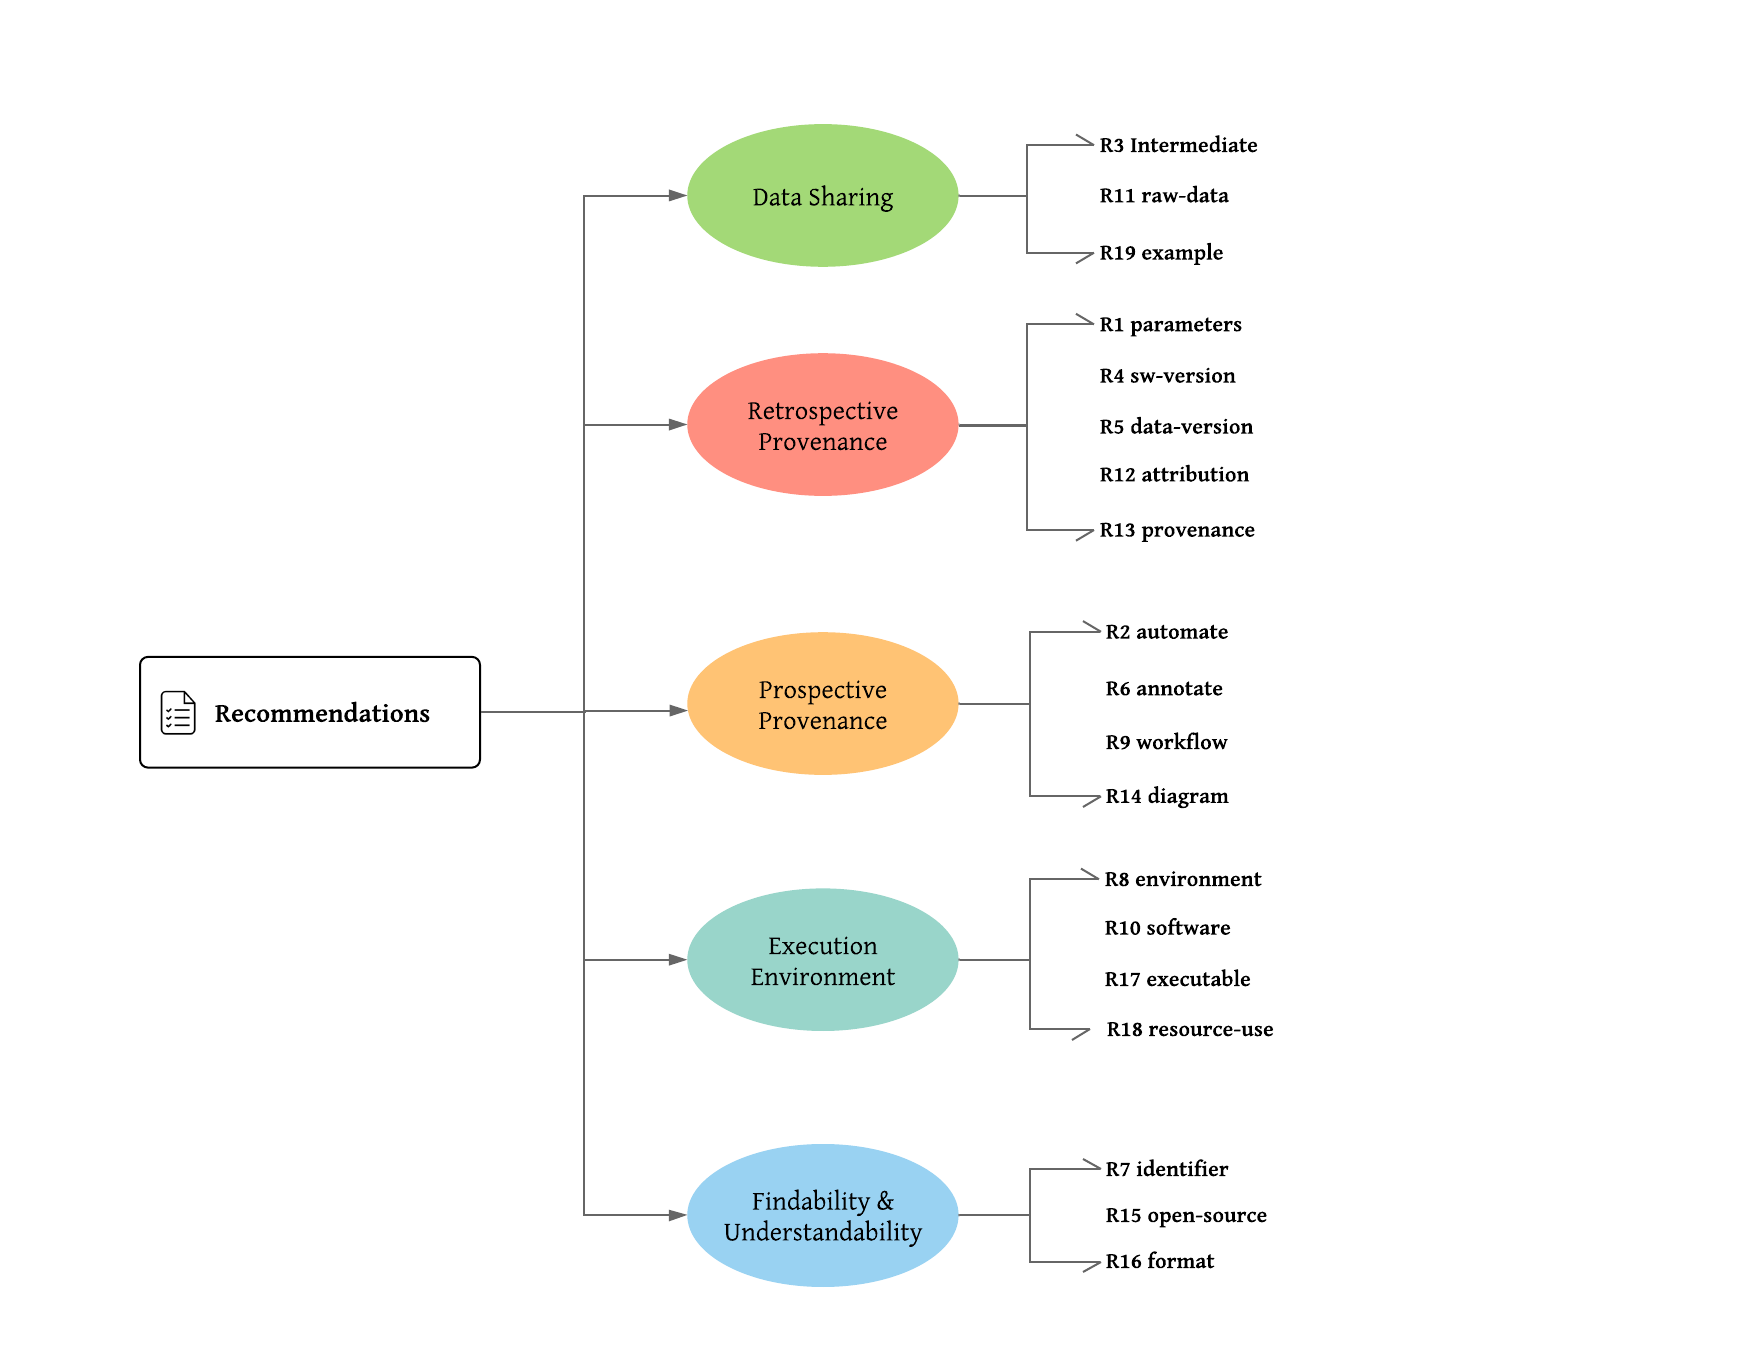 Recommendations
Data Sharing
R3 Intermediate
R11 raw-data
R19 example
Retrospective
Provenance
R1 parameters
R4 sw-version
R5 data-version
R12 attribution
R13 provenance
Prospective
Provenance
R2 automate
R6 annotate
R9 workflow
R14 diagram
Execution
Environment
R8 environment
R10 software
R17 executable
R18 resource-use
Findability &
Understandability
R7 identifier
R15 open-source
R16 format